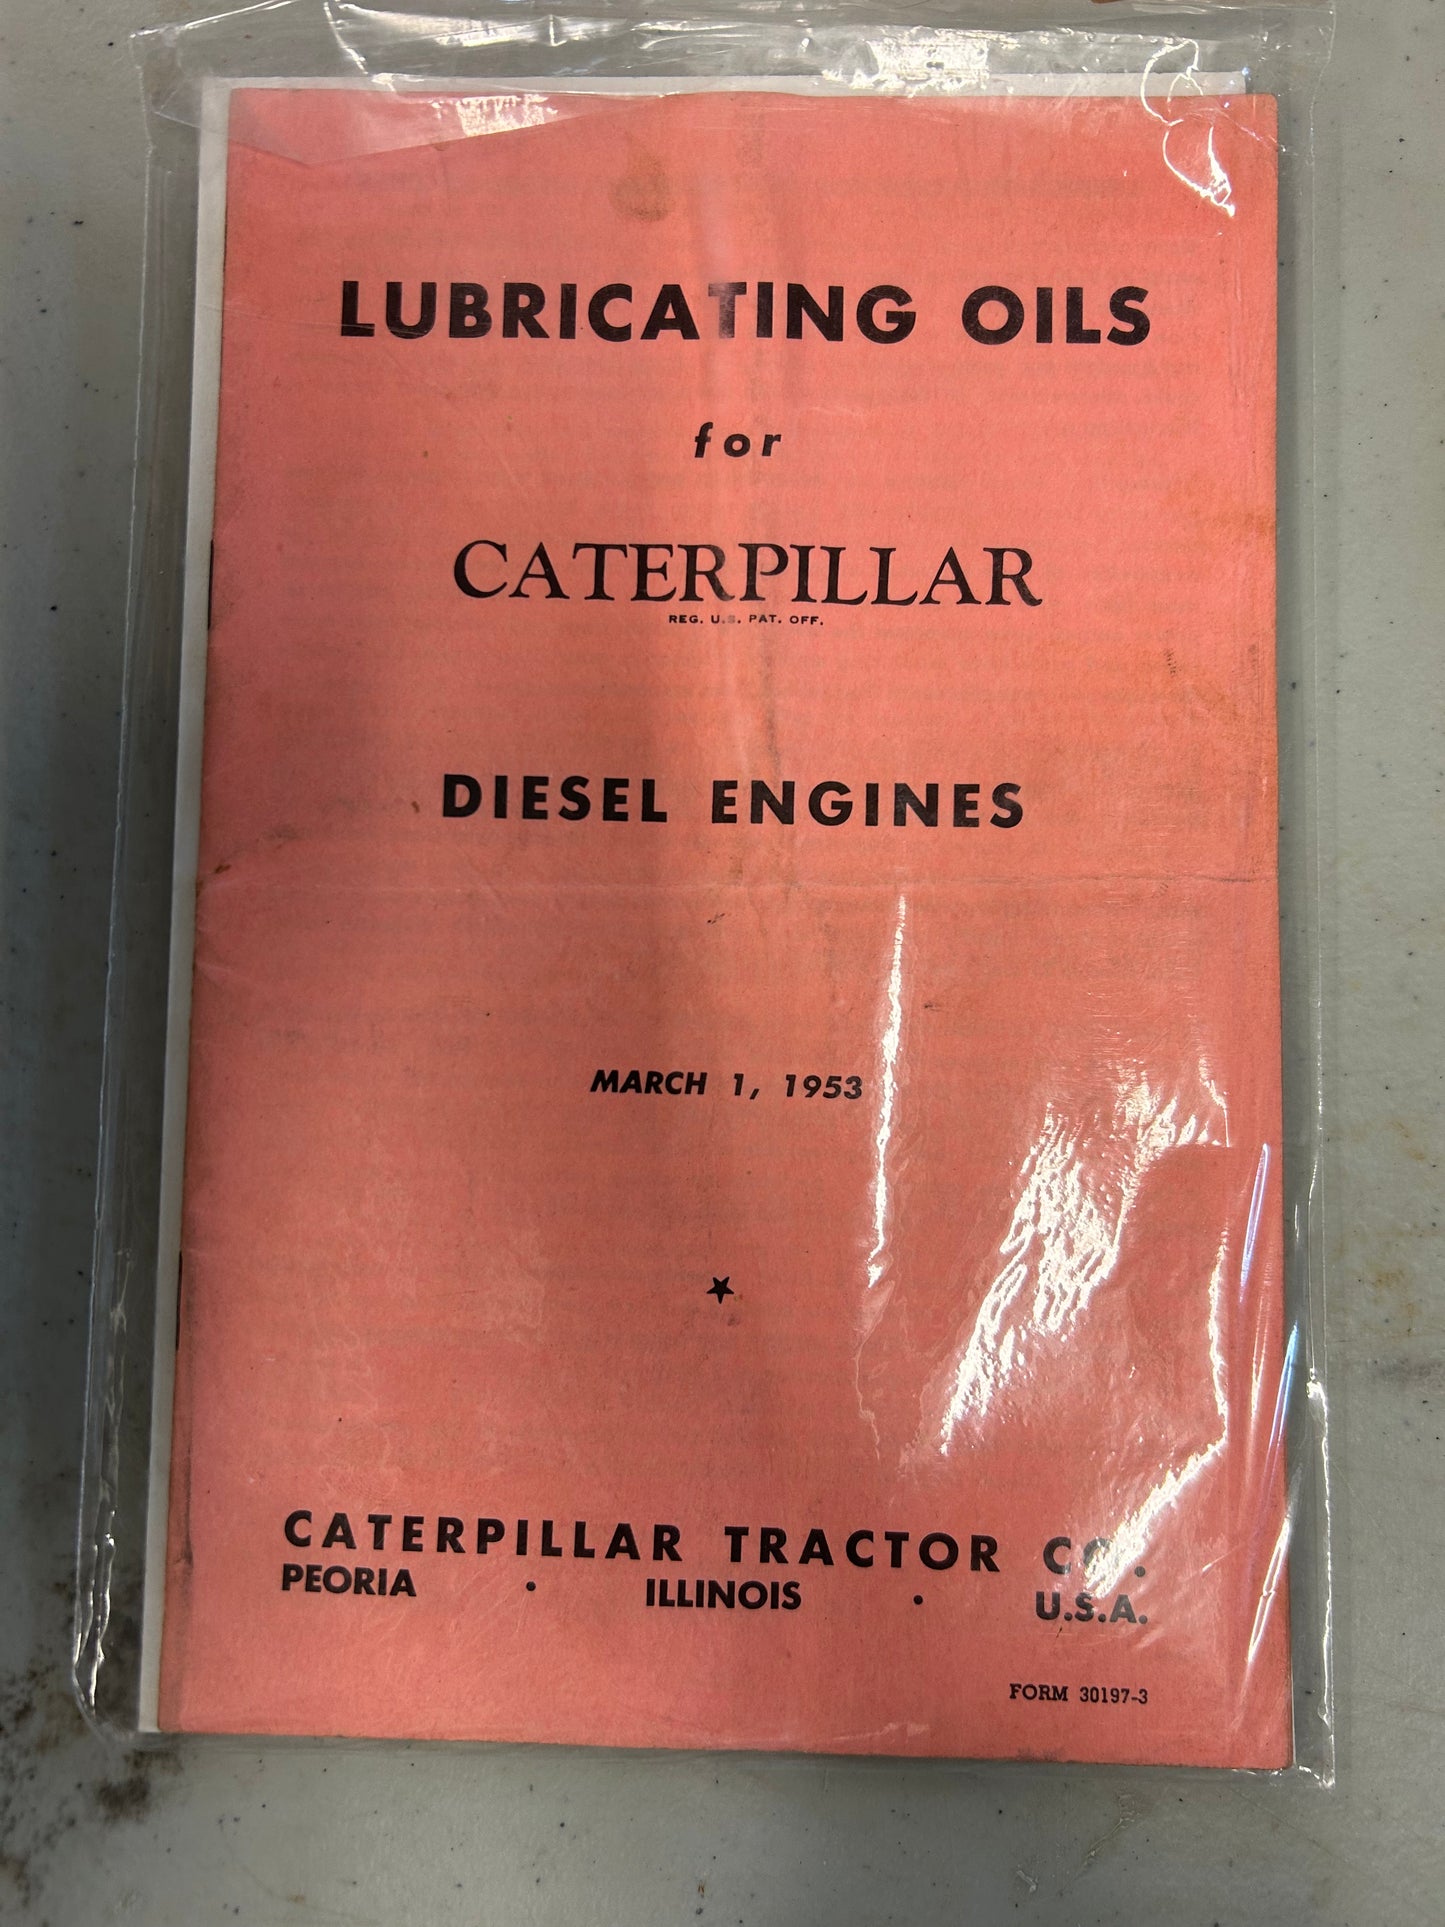 LUBRICATING OILS
for
CATERPILLAR
REG. U.S. PAT. OFF.
DIESEL ENGINES
MARCH 1, 1953
CATERPILLAR TRACTOR CO.
PEORIA • ILLINOIS • U.S.A.
FORM 30197-3